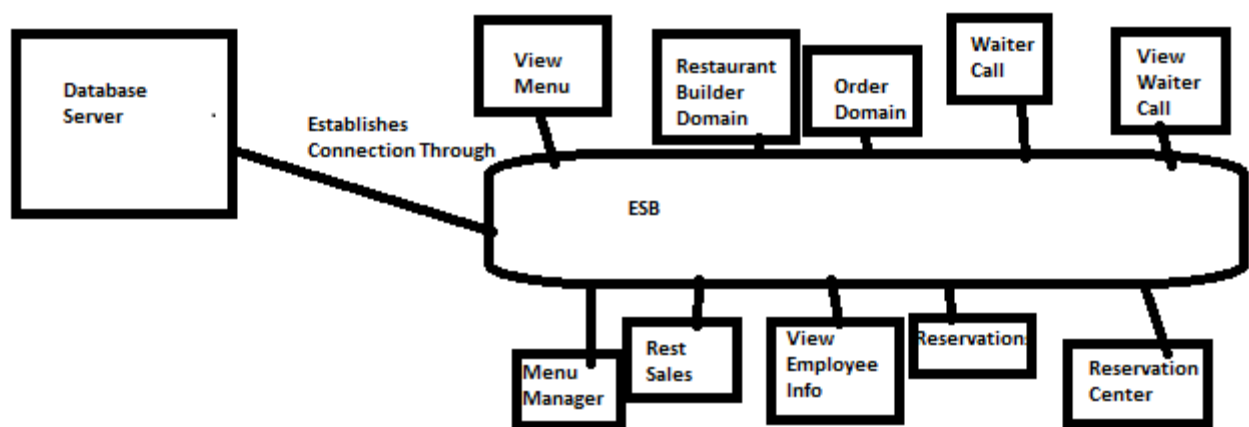 Database
Server
Establishes
Connection Through
View
Menu
Restaurant
Builder
Domain
Order
Domain
Waiter
Call
View
Waiter
Call
ESB
Menu
Manager
Rest
Sales
View
Employee
Info
Reservations
Reservation
Center